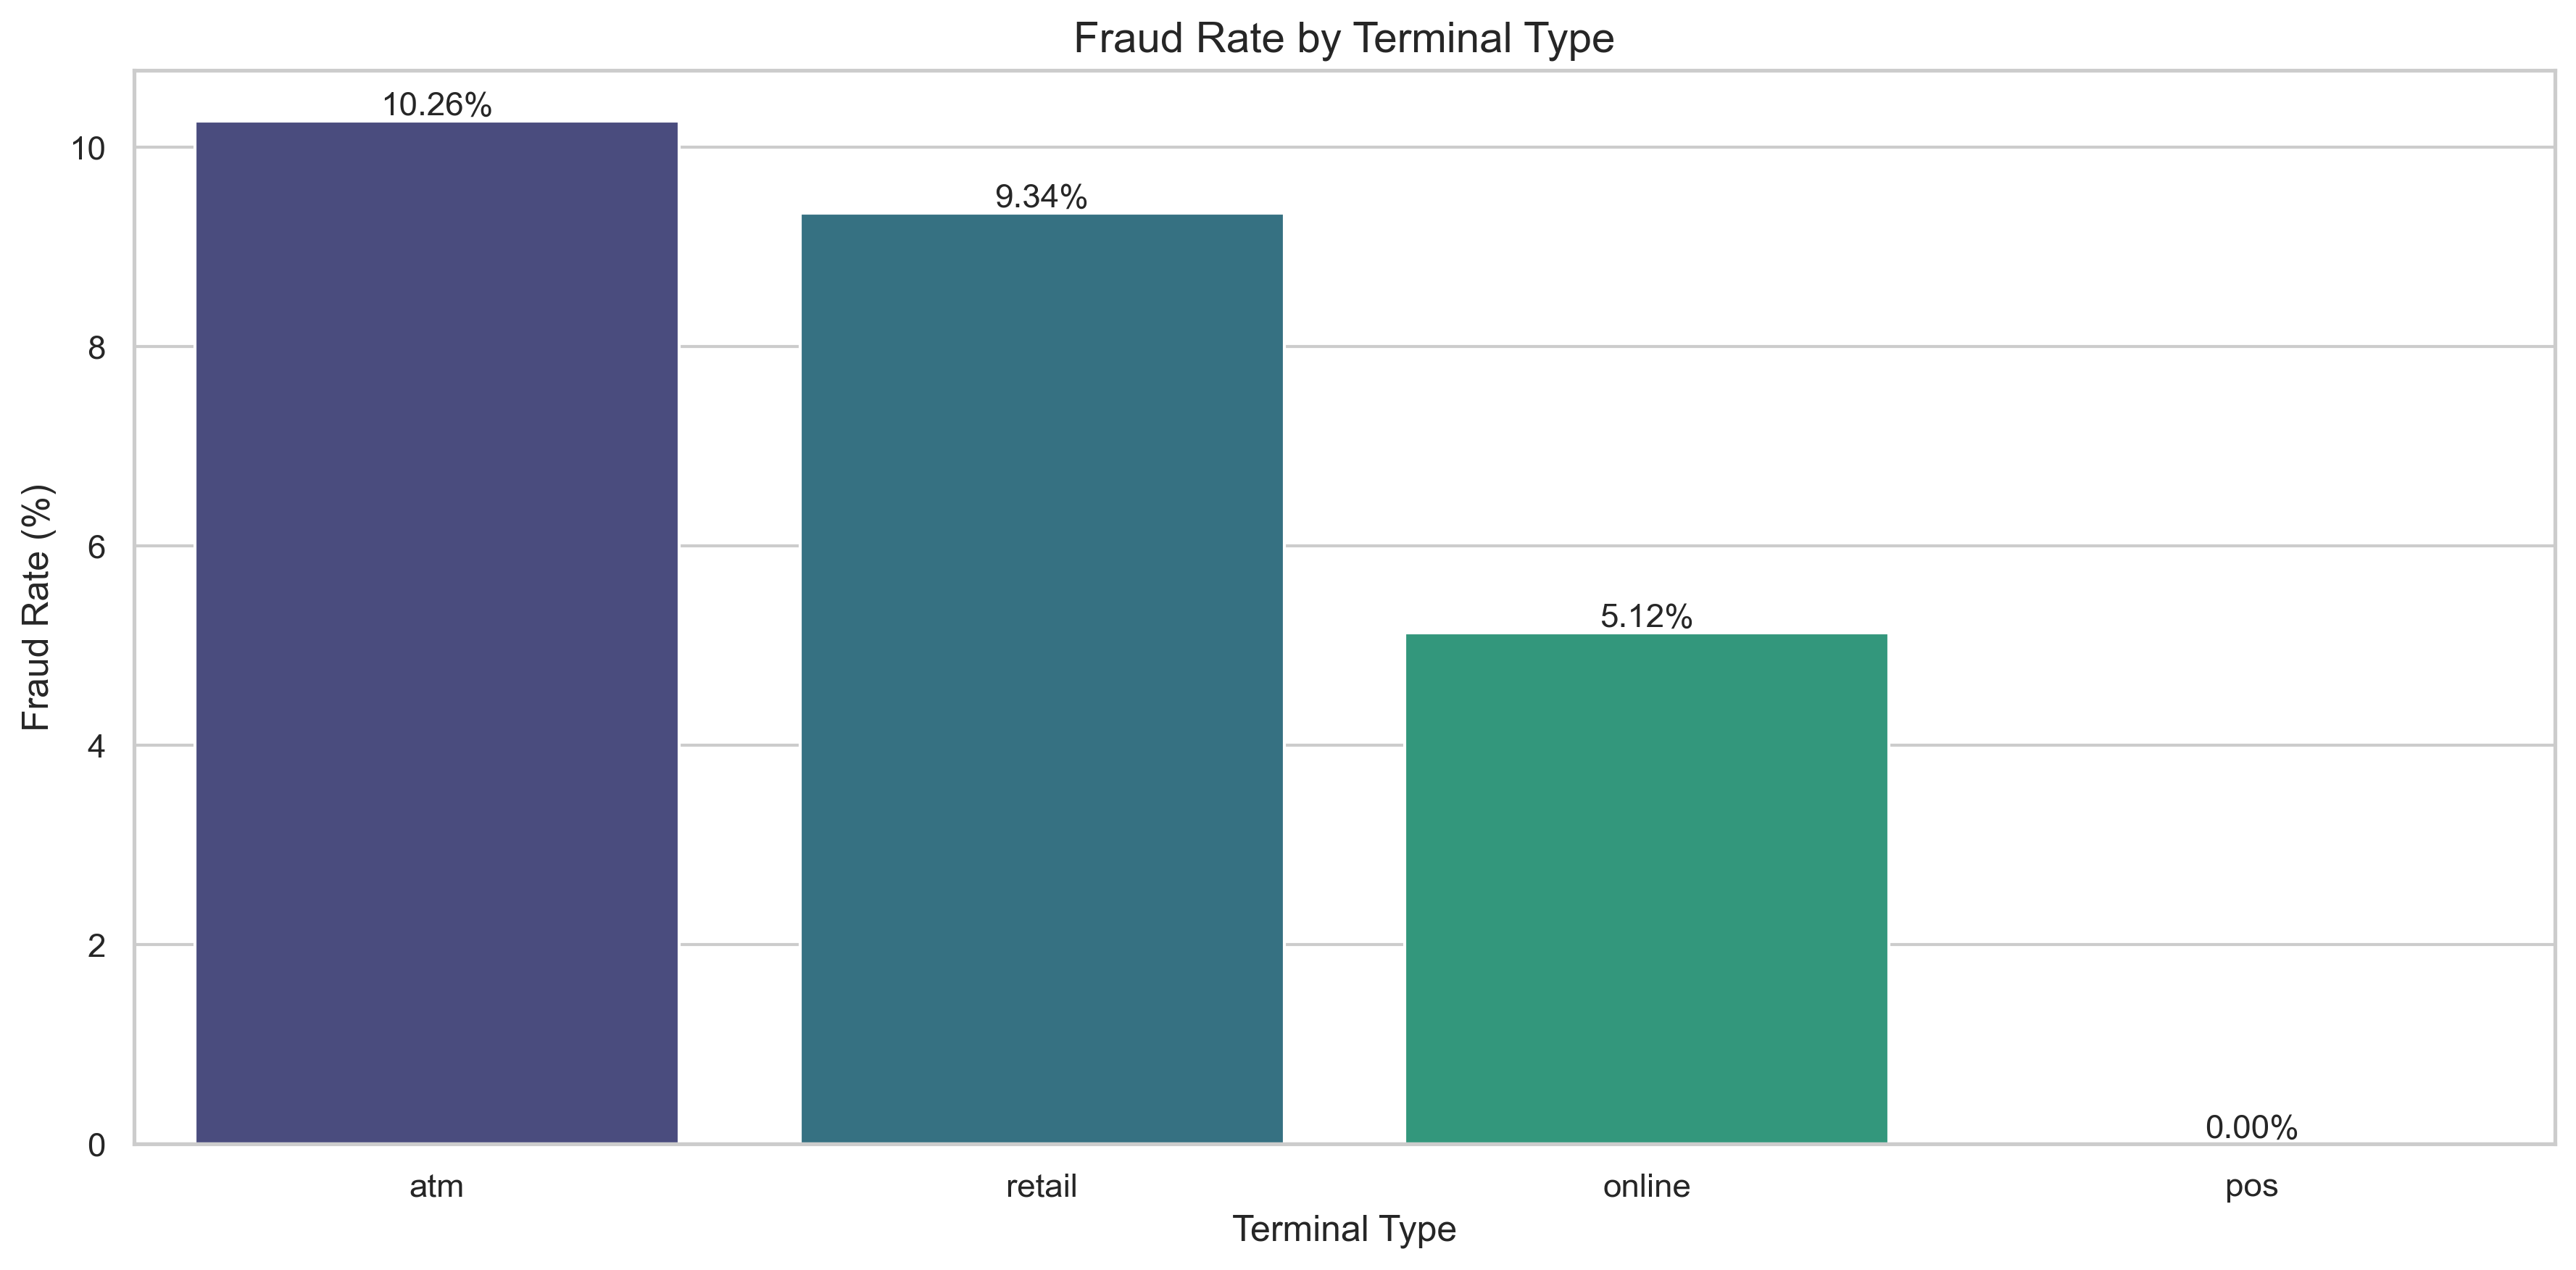 Fraud Rate by Terminal Type
10.26%
9.34%
5.12%
0.00%
10
8
6
4
2
0
Fraud Rate (%)
atm
retail
online
pos
Terminal Type